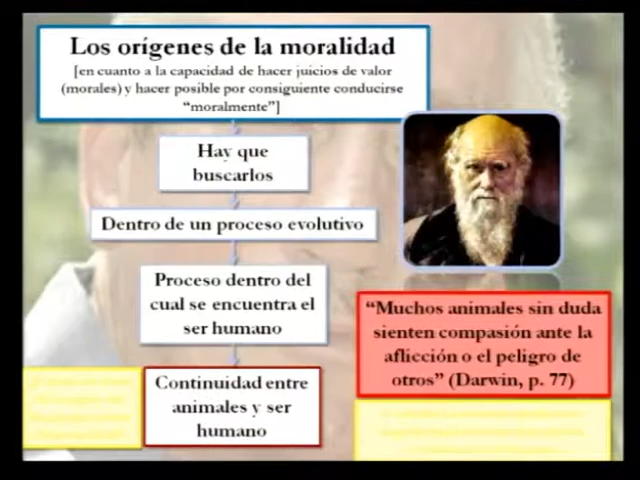 Los orígenes de la moralidad
[en cuanto a la capacidad de hacer juicios de valor
(morales) y hacer posible por consiguiente conducirse
“moralmente”]
Hay que
buscarlos
Dentro de un proceso evolutivo
Proceso dentro del
cual se encuentra el
ser humano
Continuidad entre
animales y ser
humano
“Muchos animales sin duda
sienten compasión ante la
aflicción o el peligro de
otros” (Darwin, p. 77)